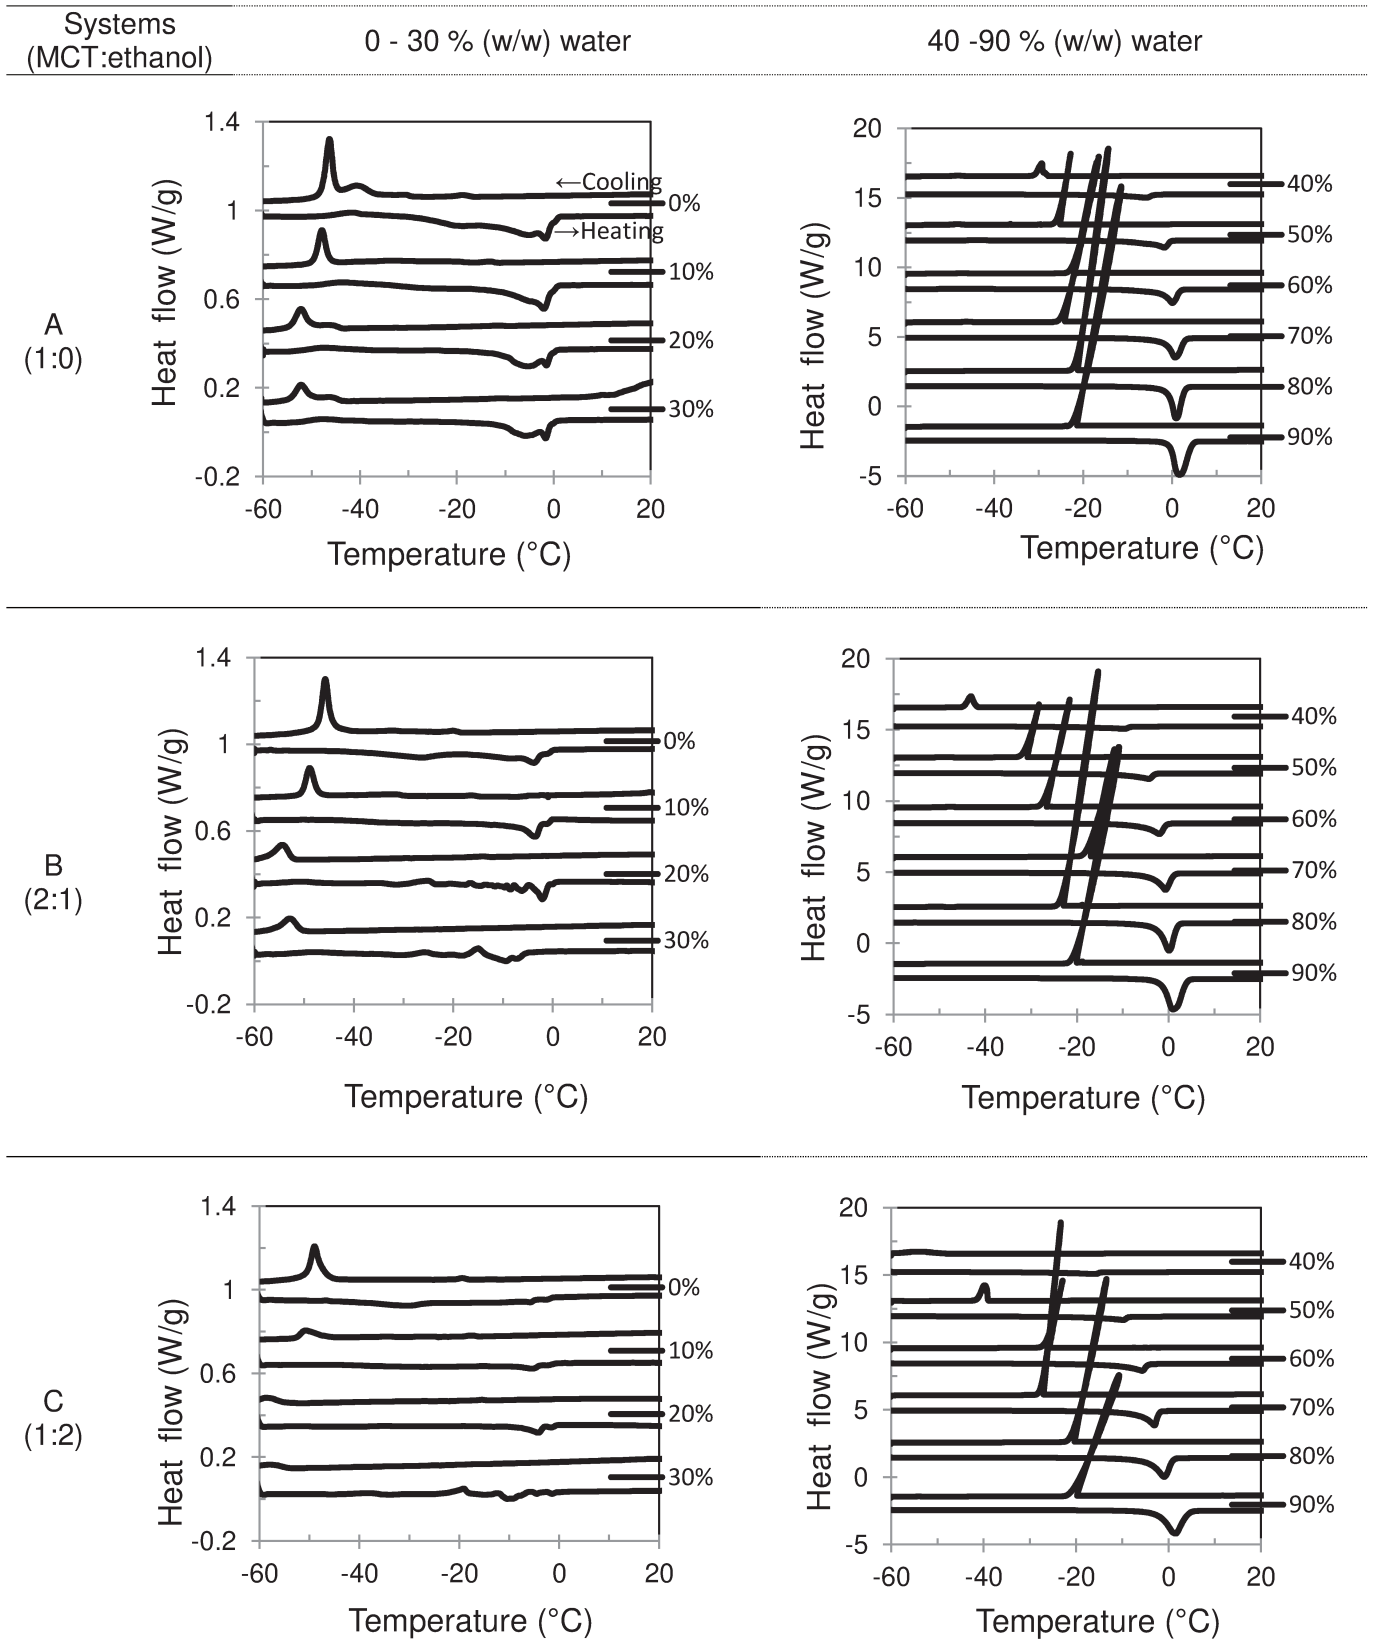 Systems
(MCT:ethanol)
0 - 30 % (w/w) water
40 -90 % (w/w) water
A
(1:0)
Heat flow (W/g)
1.4
1
0.6
0.2
-0.2
←Cooling
0%
→Heating
10%
20%
30%
-60 -40 -20 0 20
Temperature (°C)
Heat flow (W/g)
20
15
10
5
0
-5
40%
50%
60%
70%
80%
90%
-60 -40 -20 0 20
Temperature (°C)
B
(2:1)
Heat flow (W/g)
1.4
1
0.6
0.2
-0.2
0%
10%
20%
30%
-60 -40 -20 0 20
Temperature (°C)
Heat flow (W/g)
20
15
10
5
0
-5
40%
50%
60%
70%
80%
90%
-60 -40 -20 0 20
Temperature (°C)
C
(1:2)
Heat flow (W/g)
1.4
1
0.6
0.2
-0.2
0%
10%
20%
30%
-60 -40 -20 0 20
Temperature (°C)
Heat flow (W/g)
20
15
10
5
0
-5
40%
50%
60%
70%
80%
90%
-60 -40 -20 0 20
Temperature (°C)